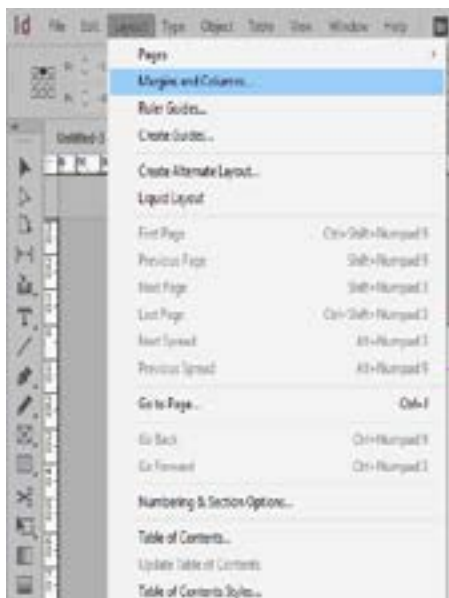 Id File Edit Layout Type Object Table View Window Help
Pages
Margins and Columns...
Ruler Guides...
Create Guides...
Untitled-1
Create Alternate Layout...
Liquid Layout
First Page Ctrl+Shift+Numpad 9
Previous Page Shift+Numpad 9
Next Page Shift+Numpad 3
Last Page Ctrl+Shift+Numpad 3
Next Spread Alt+Numpad 3
Previous Spread Alt+Numpad 9
Go to Page... Ctrl+J
Go Back Ctrl+Numpad 9
Go Forward Ctrl+Numpad 3
Numbering & Section Options...
Table of Contents...
Update Table of Contents
Table of Contents Styles...